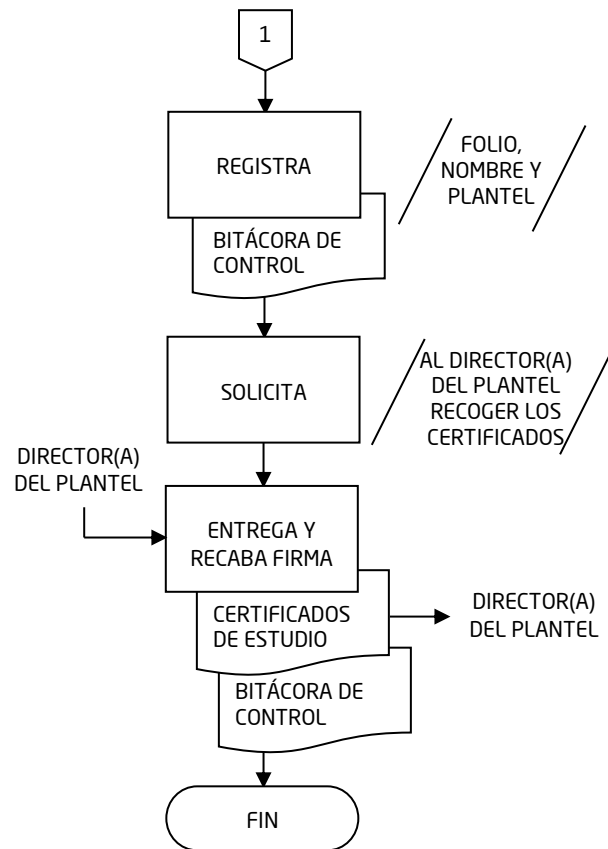 1
REGISTRA
FOLIO,
NOMBRE Y
PLANTEL
BITÁCORA DE
CONTROL
SOLICITA
AL DIRECTOR(A)
DEL PLANTEL
RECOGER LOS
CERTIFICADOS
DIRECTOR(A)
DEL PLANTEL
ENTREGA Y
RECABA FIRMA
CERTIFICADOS
DE ESTUDIO
DIRECTOR(A)
DEL PLANTEL
BITÁCORA DE
CONTROL
FIN